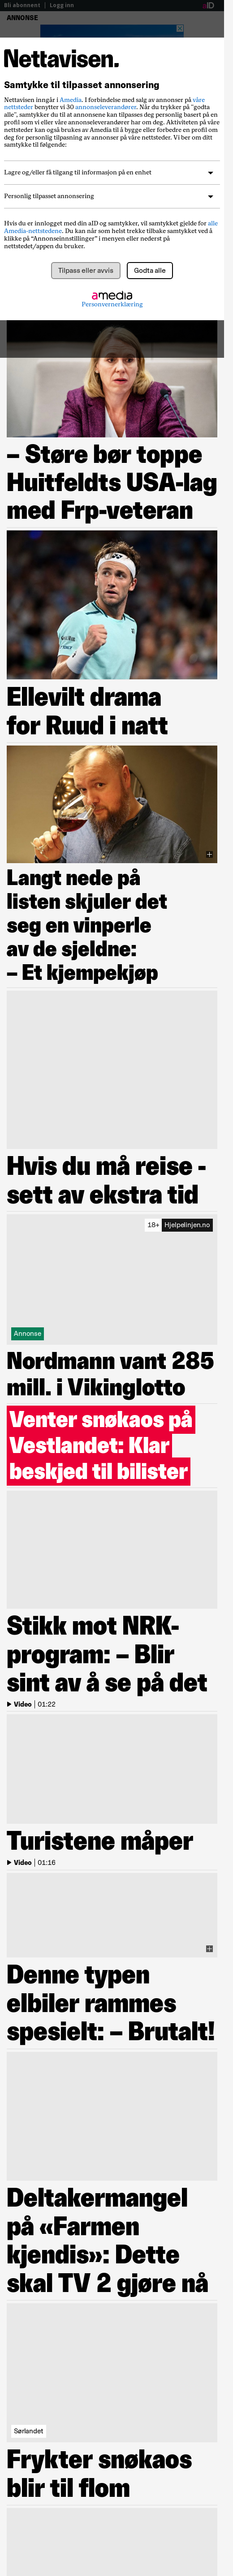 Bli abonnent | Logg inn
aID
ANNONSE
Nettavisen.
Samtykke til tilpasset annonsering
Nettavisen inngår i Amedia. I forbindelse med salg av annonser på våre
nettsteder benytter vi 30 annonseleverandører. Når du trykker på "godta
alle”, samtykker du til at annonsene kan tilpasses deg personlig basert på en
profil annonsør eller våre annonseleverandører har om deg. Aktiviteten din på våre
nettsteder kan også brukes av Amedia til å bygge eller forbedre en profil om
deg for personlig tilpasning av annonser på våre nettsteder. Vi ber om ditt
samtykke til følgende:
Lagre og/eller få tilgang til informasjon på en enhet
Personlig tilpasset annonsering
Hvis du er innlogget med din aID og samtykker, vil samtykket gjelde for alle
Amedia-nettstedene. Du kan når som helst trekke tilbake samtykket ved å
klikke på “Annonseinnstillinger” i menyen eller nederst på
nettstedet/appen du bruker.
Tilpass eller avvis
Godta alle
amedia
Personvernerklæring
– Støre bør toppe
Huitfeldts USA-lag
med Frp-veteran
Ellevilt drama
for Ruud i natt
Langt nede på
listen skjuler det
seg en vinperle
av de sjeldne:
– Et kjempekjøp
Hvis du må reise -
sett av ekstra tid
18+ Hjelpelinjen.no
Annonse
Nordmann vant 285
mill. i Vikinglotto
Venter snøkaos på
Vestlandet: Klar
beskjed til bilister
Stikk mot NRK-
program: – Blir
sint av å se på det
Video | 01:22
Turistene måper
Video | 01:16
Denne typen
elbiler rammes
spesielt: – Brutalt!
Deltakermangel
på «Farmen
kjendis»: Dette
skal TV 2 gjøre nå
Sørlandet
Frykter snøkaos
blir til flom